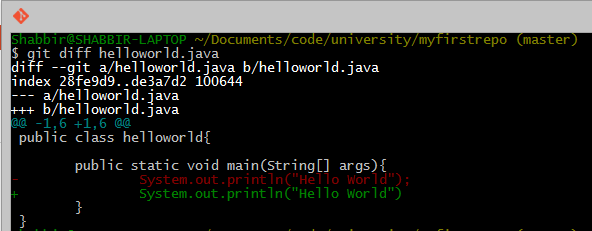 Shabbir@SHABBIR-LAPTOP ~/Documents/code/university/myfirstrepo (master)
$ git diff helloworld.java
diff --git a/helloworld.java b/helloworld.java
index 28fe9d9..de3a7d2 100644
--- a/helloworld.java
+++ b/helloworld.java
@@ -1,6 +1,6 @@
 public class helloworld{
        public static void main(String[] args){
-               System.out.println("Hello World");
+               System.out.println("Hello World")
        }
 }